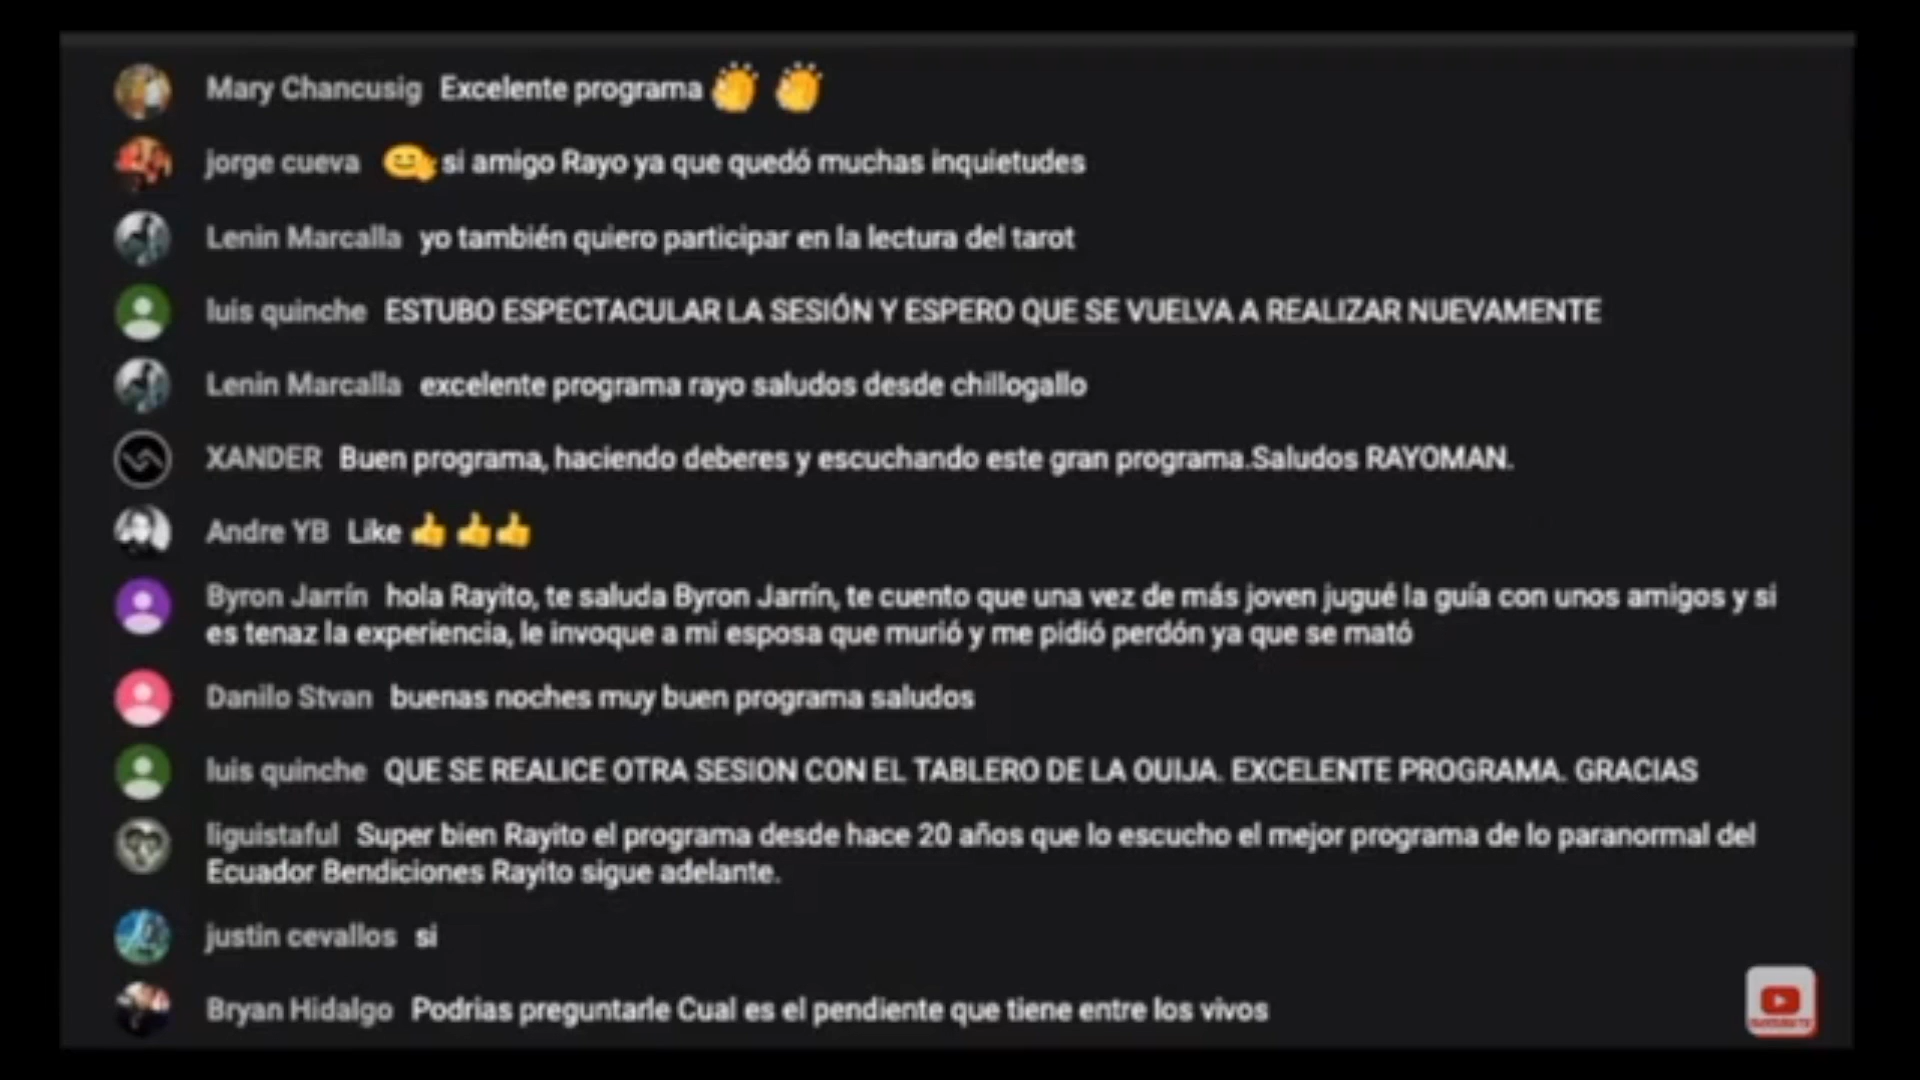 Mary Chancusig Excelente programa 👏 👏
jorge cueva 🤗 si amigo Rayo ya que quedó muchas inquietudes
Lenin Marcalla yo también quiero participar en la lectura del tarot
luis quinche ESTUBO ESPECTACULAR LA SESIÓN Y ESPERO QUE SE VUELVA A REALIZAR NUEVAMENTE
Lenin Marcalla excelente programa rayo saludos desde chillogallo
XANDER Buen programa, haciendo deberes y escuchando este gran programa.Saludos RAYOMAN.
Andre YB Like 👍 👍👍
Byron Jarrín hola Rayito, te saluda Byron Jarrín, te cuento que una vez de más joven jugué la guía con unos amigos y si
es tenaz la experiencia, le invoque a mi esposa que murió y me pidió perdón ya que se mató
Danilo Stvan buenas noches muy buen programa saludos
luis quinche QUE SE REALICE OTRA SESION CON EL TABLERO DE LA OUIJA. EXCELENTE PROGRAMA. GRACIAS
liguistaful Super bien Rayito el programa desde hace 20 años que lo escucho el mejor programa de lo paranormal del
Ecuador Bendiciones Rayito sigue adelante.
justin cevallos si
Bryan Hidalgo Podrias preguntarle Cual es el pendiente que tiene entre los vivos